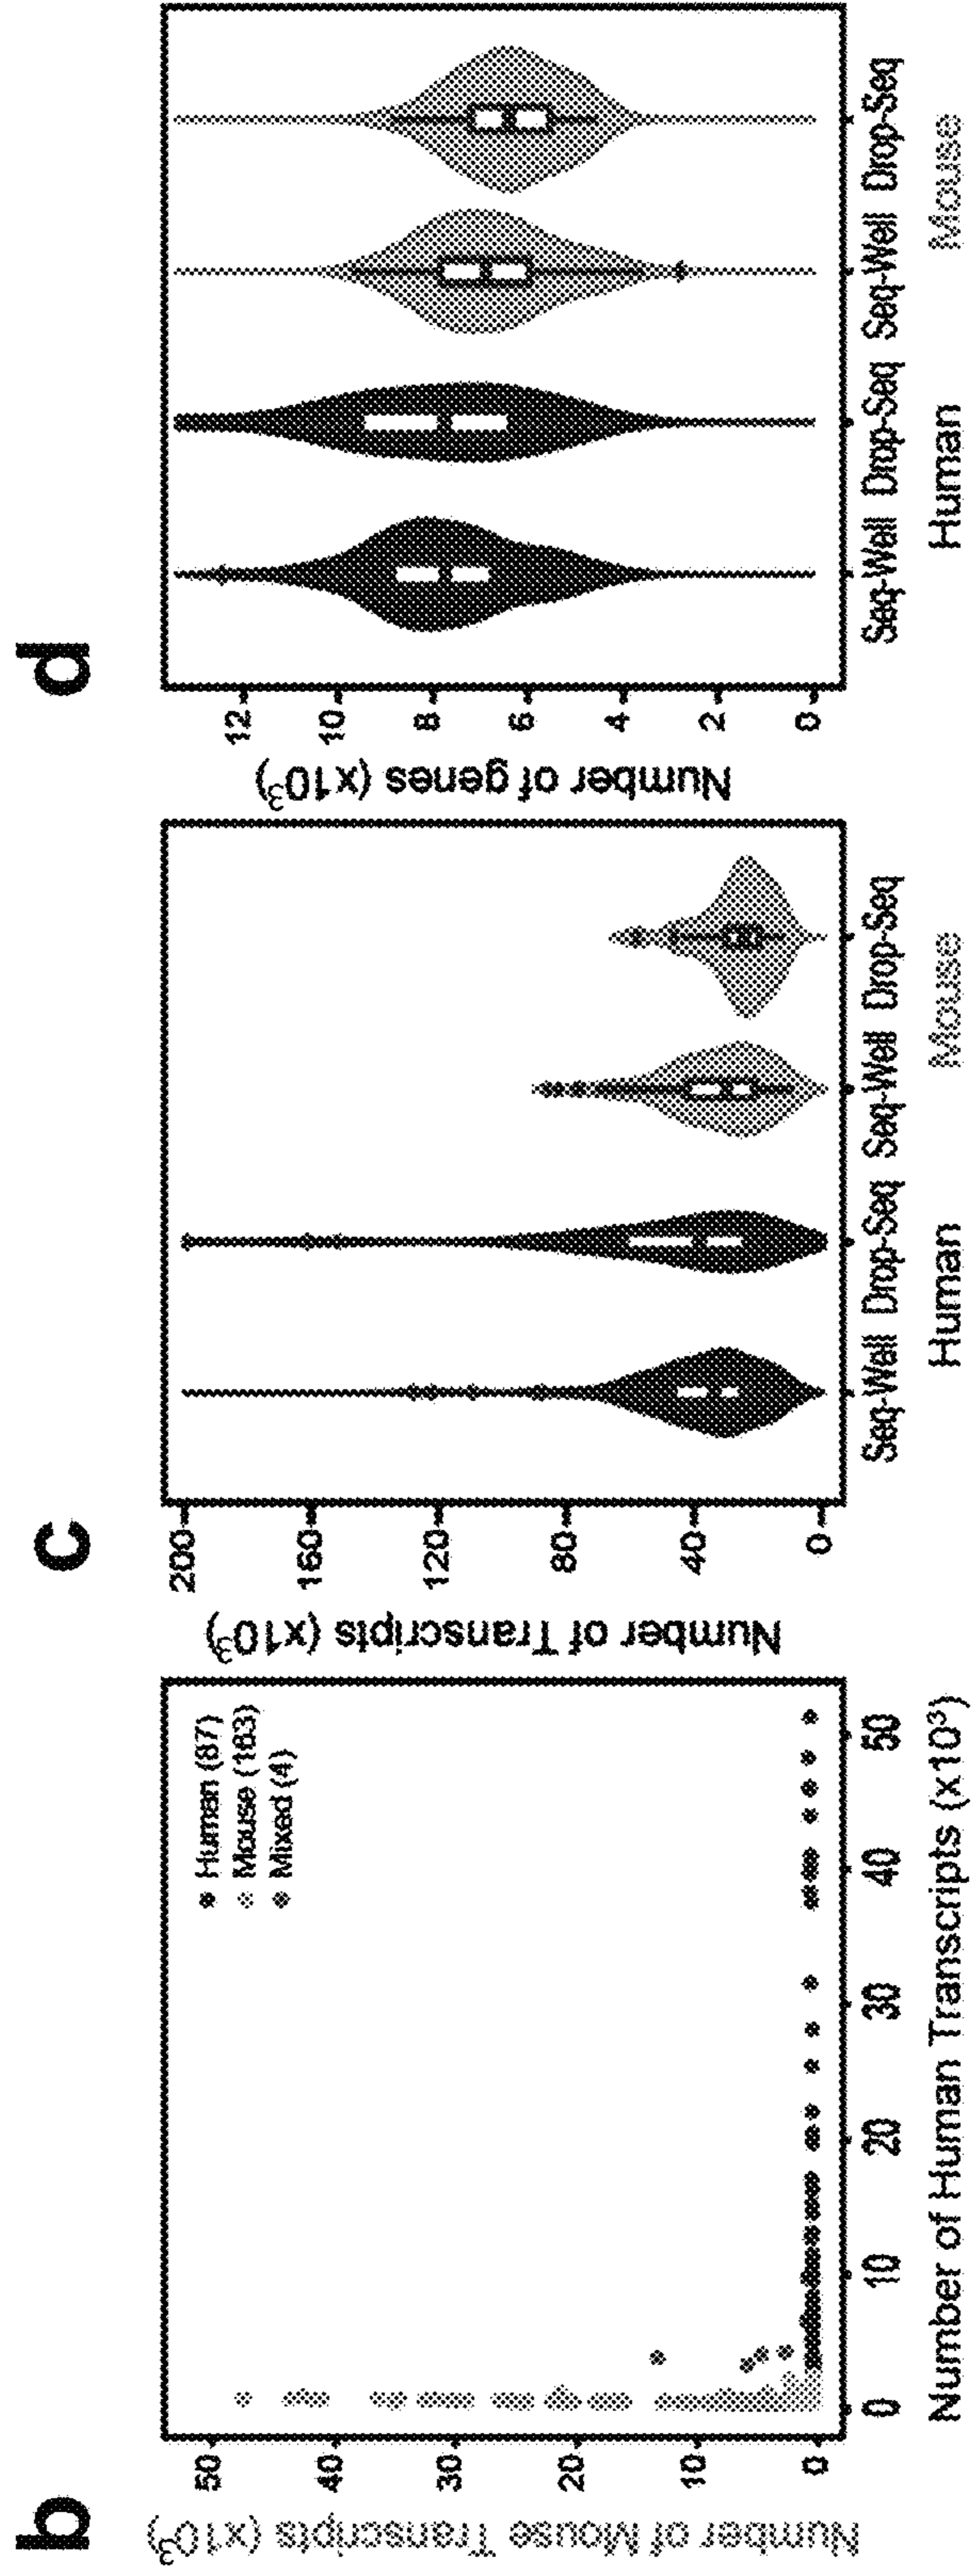 b
Number of Mouse Transcripts (x10³)
50
40
30
20
10
0
Human (87)
Mouse (163)
Mixed (4)
0 10 20 30 40 50
Number of Human Transcripts (x10³)
c
Number of Transcripts (x10³)
200
160
120
80
40
0
Seq-Well Drop-Seq Seq-Well Drop-Seq
Human Mouse
d
Number of genes (x10³)
12
10
8
6
4
2
0
Seq-Well Drop-Seq Seq-Well Drop-Seq
Human Mouse